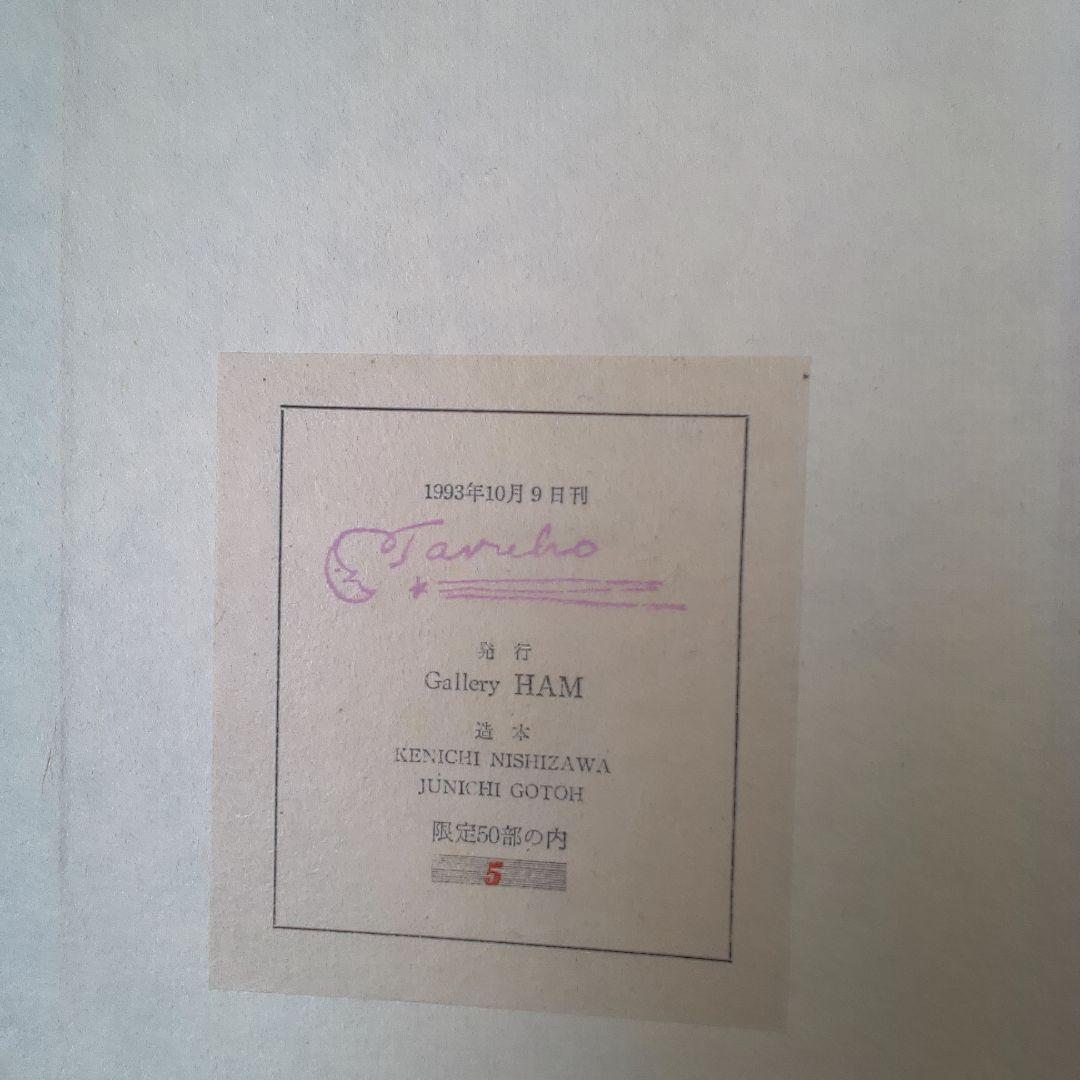 1993年10月9日刊
Taruho
発行
Gallery HAM
造本
KENICHI NISHIZAWA
JUNICHI GOTOH
限定50部の内
5